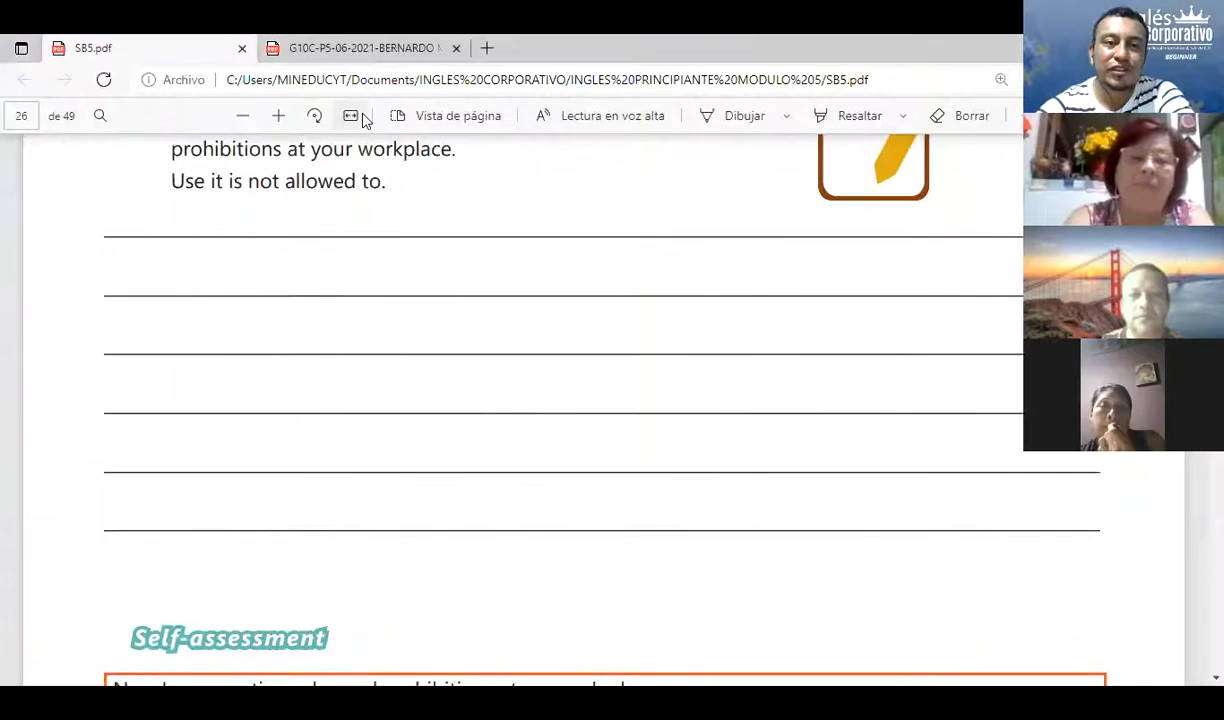 SB5.pdf
G10C-P5-06-2021-BERNARDO
Archivo
C:/Users/MINEDUCYT/Documents/INGLES%20CORPORATIVO/INGLES%20PRINCIPIANTE%20MODULO%205/SB5.pdf
26 de 49
Vista de página
Lectura en voz alta
Dibujar
Resaltar
Borrar
prohibitions at your workplace.
Use it is not allowed to.
Self-assessment
glés
orporativo
BEGINNER